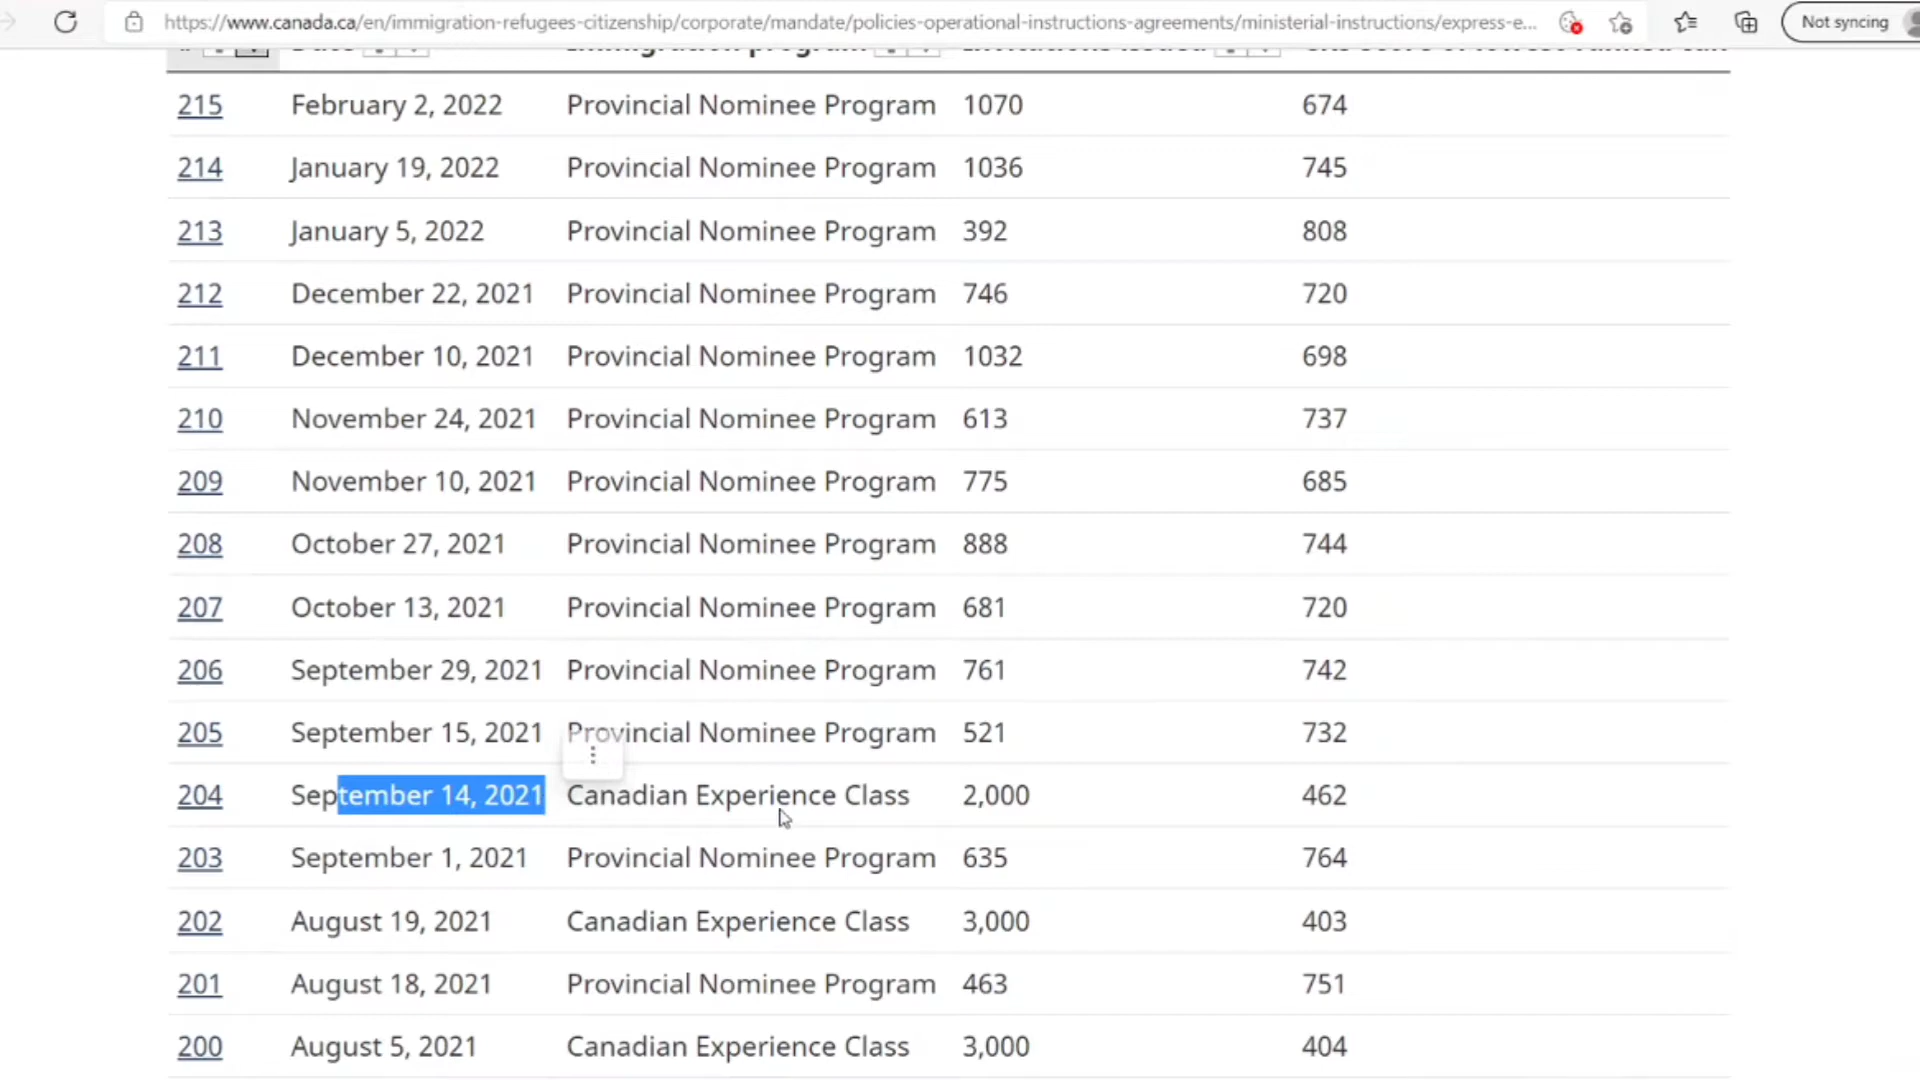 https://www.canada.ca/en/immigration-refugees-citizenship/corporate/mandate/policies-operational-instructions-agreements/ministerial-instructions/express-e...
Not syncing
215 February 2, 2022 Provincial Nominee Program 1070 674
214 January 19, 2022 Provincial Nominee Program 1036 745
213 January 5, 2022 Provincial Nominee Program 392 808
212 December 22, 2021 Provincial Nominee Program 746 720
211 December 10, 2021 Provincial Nominee Program 1032 698
210 November 24, 2021 Provincial Nominee Program 613 737
209 November 10, 2021 Provincial Nominee Program 775 685
208 October 27, 2021 Provincial Nominee Program 888 744
207 October 13, 2021 Provincial Nominee Program 681 720
206 September 29, 2021 Provincial Nominee Program 761 742
205 September 15, 2021 Provincial Nominee Program 521 732
204 September 14, 2021 Canadian Experience Class 2,000 462
203 September 1, 2021 Provincial Nominee Program 635 764
202 August 19, 2021 Canadian Experience Class 3,000 403
201 August 18, 2021 Provincial Nominee Program 463 751
200 August 5, 2021 Canadian Experience Class 3,000 404